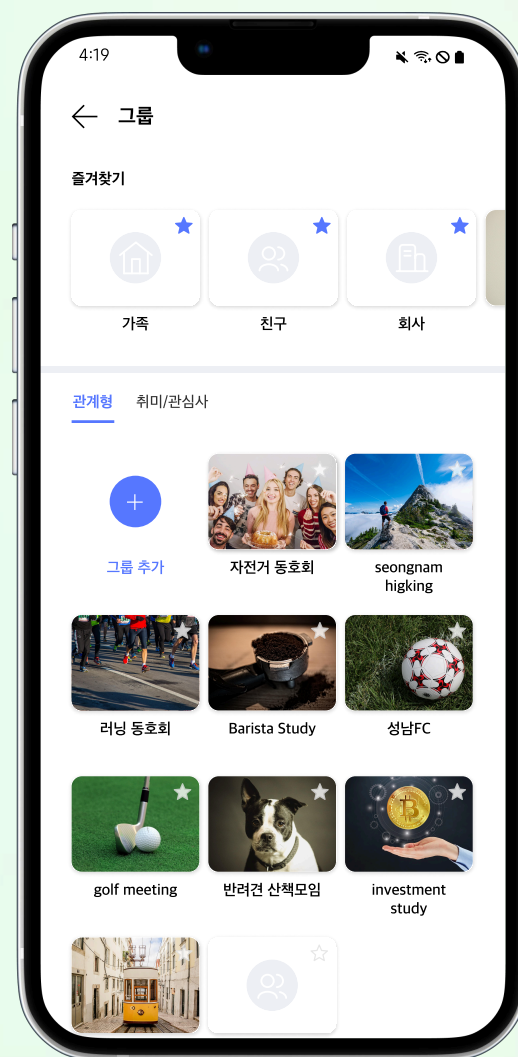 4:19
그룹
즐겨찾기
가족
친구
회사
관계형
취미/관심사
그룹 추가
자전거 동호회
seongnam
higking
러닝 동호회
Barista Study
성남FC
golf meeting
반려견 산책모임
investment
study